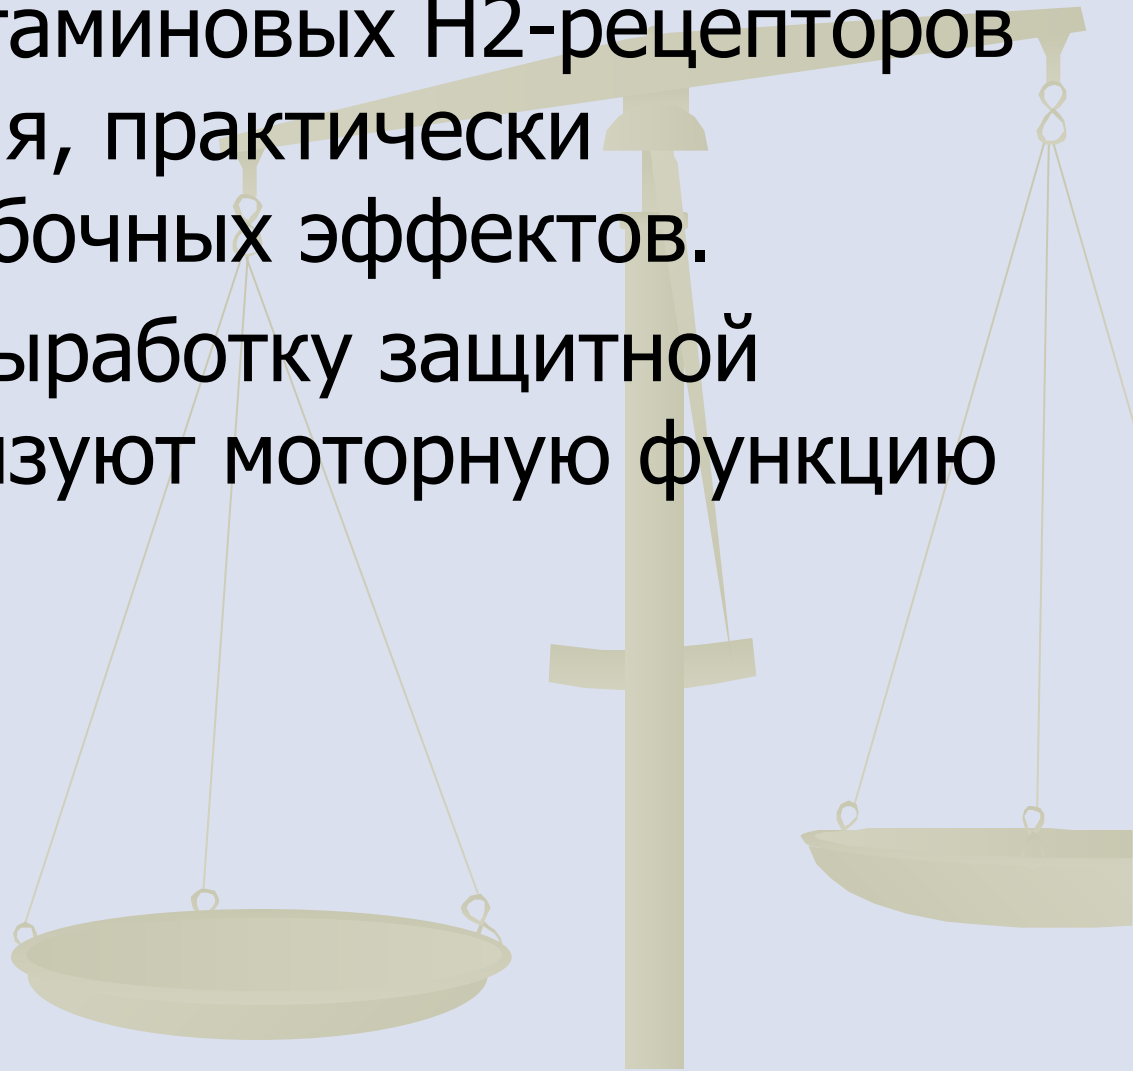 таминовых Н2-рецепторов
я, практически
бочных эффектов.
ыработку защитной
изуют моторную функцию